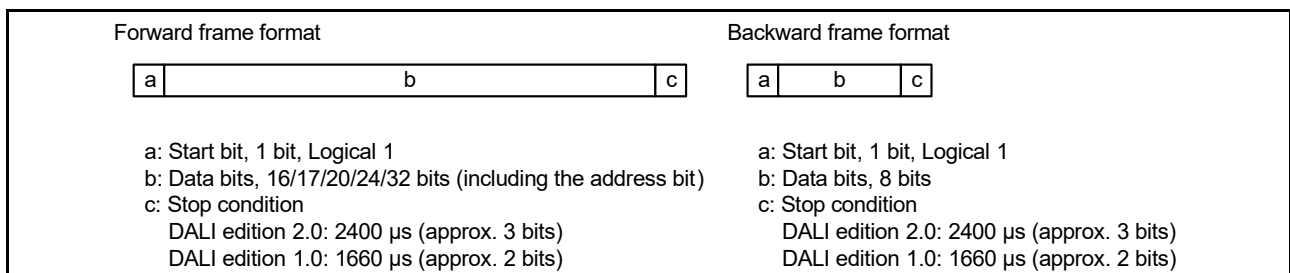 Forward frame format
a b c
a: Start bit, 1 bit, Logical 1
b: Data bits, 16/17/20/24/32 bits (including the address bit)
c: Stop condition
DALI edition 2.0: 2400 µs (approx. 3 bits)
DALI edition 1.0: 1660 µs (approx. 2 bits)
Backward frame format
a b c
a: Start bit, 1 bit, Logical 1
b: Data bits, 8 bits
c: Stop condition
DALI edition 2.0: 2400 µs (approx. 3 bits)
DALI edition 1.0: 1660 µs (approx. 2 bits)